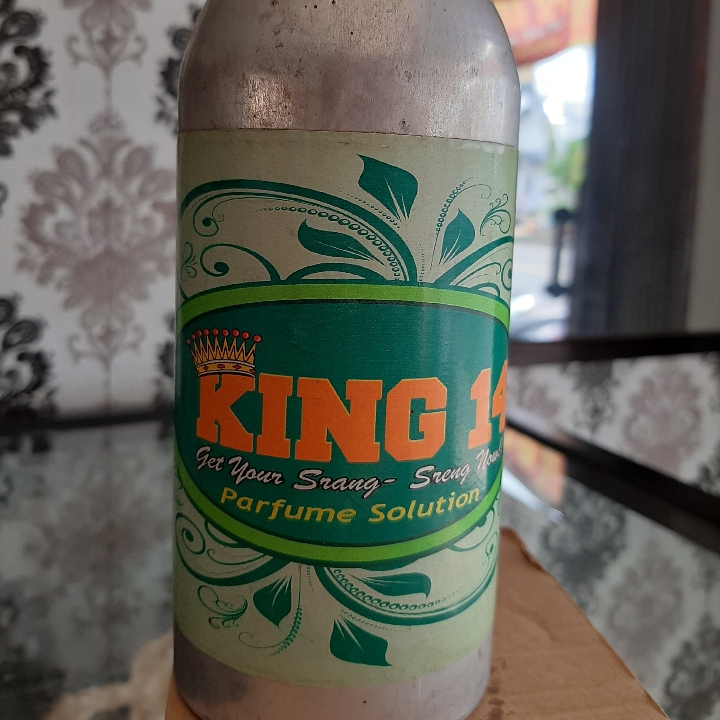 KING 14
Get Your Srang- Sreng Now!
Parfume Solution